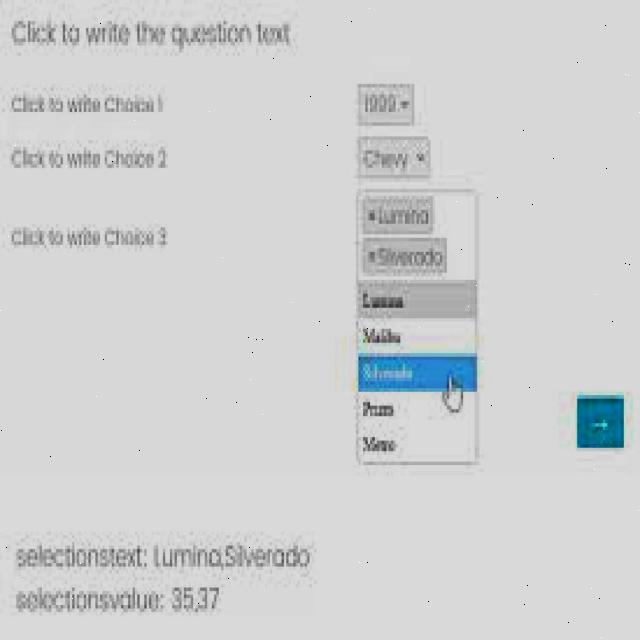 Click to write the question text
Click to write Choice 1
1999
Click to write Choice 2
Chevy
×Lumina
Click to write Choice 3
×Silverado
Lumina
Malibu
Silverado
Prizm
Metro
selectionstext: Lumina,Silverado
selectionsvalue: 35,37